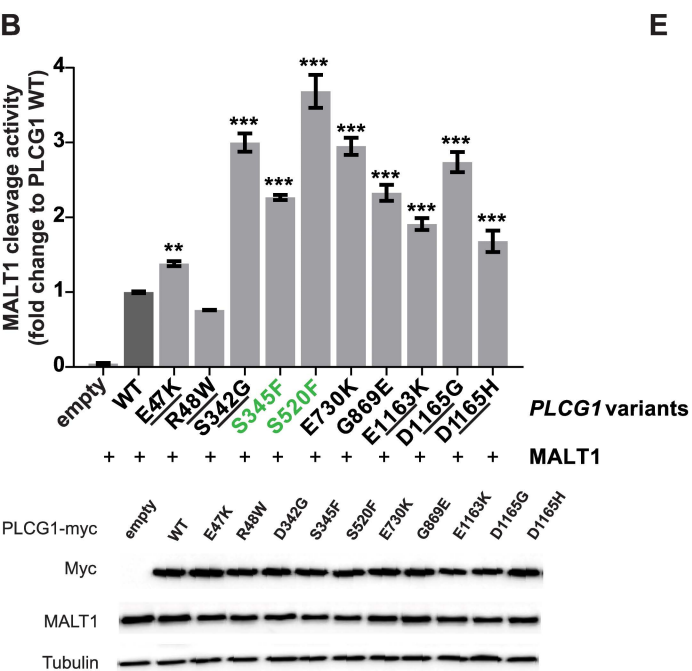 B
E
MALT1 cleavage activity
(fold change to PLCG1 WT)
4
3
2
1
0
**
***
***
***
***
***
***
***
***
empty
WT
E47K
R48W
S342G
S345F
S520F
E730K
G869E
E1163K
D1165G
D1165H
PLCG1 variants
+ + + + + + + + + + + +
MALT1
PLCG1-myc
empty
WT
E47K
R48W
D342G
S345F
S520F
E730K
G869E
E1163K
D1165G
D1165H
Myc
MALT1
Tubulin